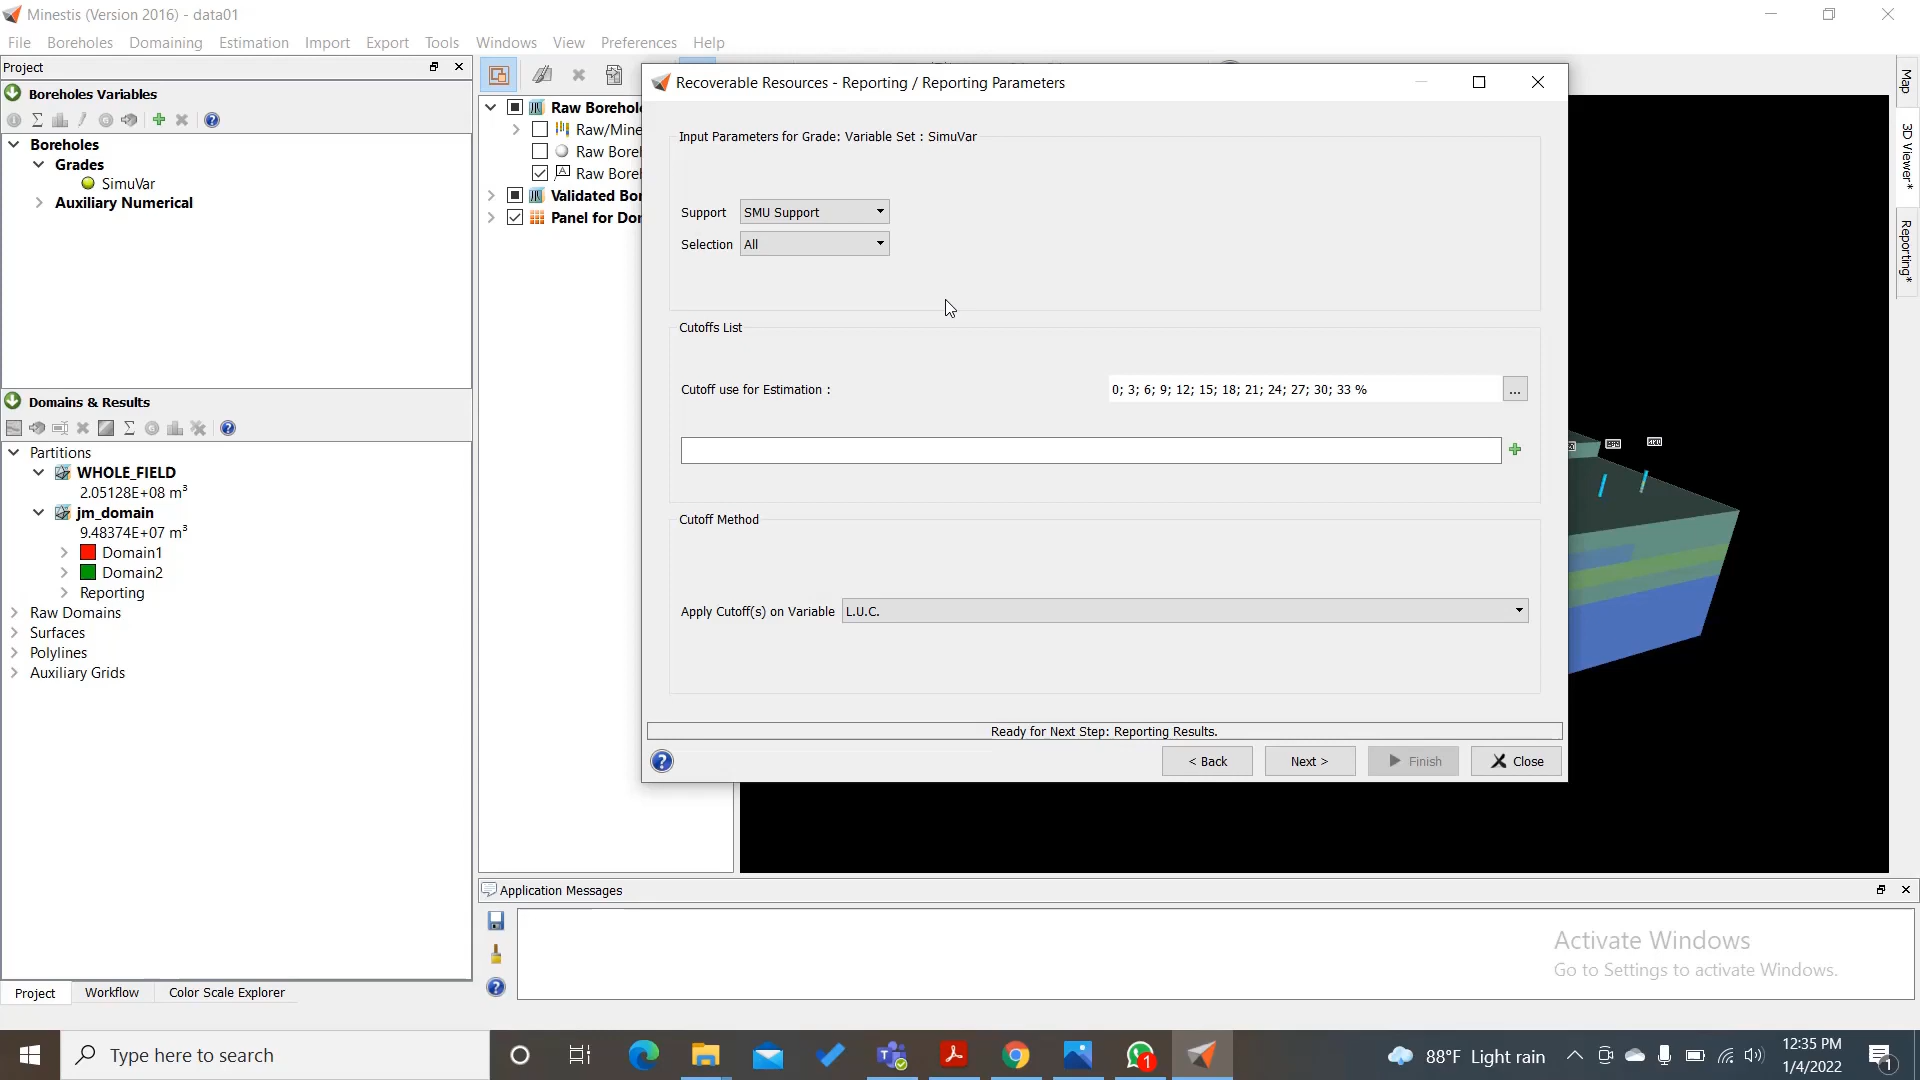 Minestis (Version 2016) - data01
File Boreholes Domaining Estimation Import Export Tools Windows View Preferences Help
Project
Boreholes Variables
Boreholes
Grades
SimuVar
Auxiliary Numerical
Domains & Results
Partitions
WHOLE_FIELD
2.05128E+08 m³
jm_domain
9.48374E+07 m³
Domain1
Domain2
Reporting
Raw Domains
Surfaces
Polylines
Auxiliary Grids
Project Workflow Color Scale Explorer
Raw Borehol
Raw/Mine
Raw Borel
Raw Borel
Validated Bor
Panel for Dor
Recoverable Resources - Reporting / Reporting Parameters
Input Parameters for Grade: Variable Set : SimuVar
Support SMU Support
Selection All
Cutoffs List
Cutoff use for Estimation : 0; 3; 6; 9; 12; 15; 18; 21; 24; 27; 30; 33 % ...
Cutoff Method
Apply Cutoff(s) on Variable L.U.C.
Ready for Next Step: Reporting Results.
< Back Next > Finish Close
Map
3D Viewer*
Reporting*
Application Messages
Activate Windows
Go to Settings to activate Windows.
Type here to search
1
88°F Light rain
12:35 PM
1/4/2022
1